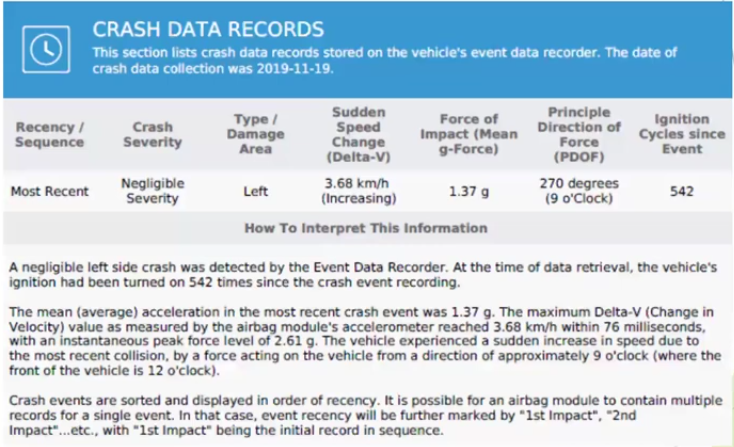 CRASH DATA RECORDS
This section lists crash data records stored on the vehicle's event data recorder. The date of
crash data collection was 2019-11-19.
Recency / Sequence Crash Severity Type / Damage Area Sudden Speed Change (Delta-V) Force of Impact (Mean g-Force) Principle Direction of Force (PDOF) Ignition Cycles since Event
Most Recent Negligible Severity Left 3.68 km/h (Increasing) 1.37 g 270 degrees (9 o'Clock) 542
How To Interpret This Information
A negligible left side crash was detected by the Event Data Recorder. At the time of data retrieval, the vehicle's
ignition had been turned on 542 times since the crash event recording.
The mean (average) acceleration in the most recent crash event was 1.37 g. The maximum Delta-V (Change in
Velocity) value as measured by the airbag module's accelerometer reached 3.68 km/h within 76 milliseconds,
with an instantaneous peak force level of 2.61 g. The vehicle experienced a sudden increase in speed due to
the most recent collision, by a force acting on the vehicle from a direction of approximately 9 o'clock (where the
front of the vehicle is 12 o'clock).
Crash events are sorted and displayed in order of recency. It is possible for an airbag module to contain multiple
records for a single event. In that case, event recency will be further marked by "1st Impact", "2nd
Impact"...etc., with "1st Impact" being the initial record in sequence.